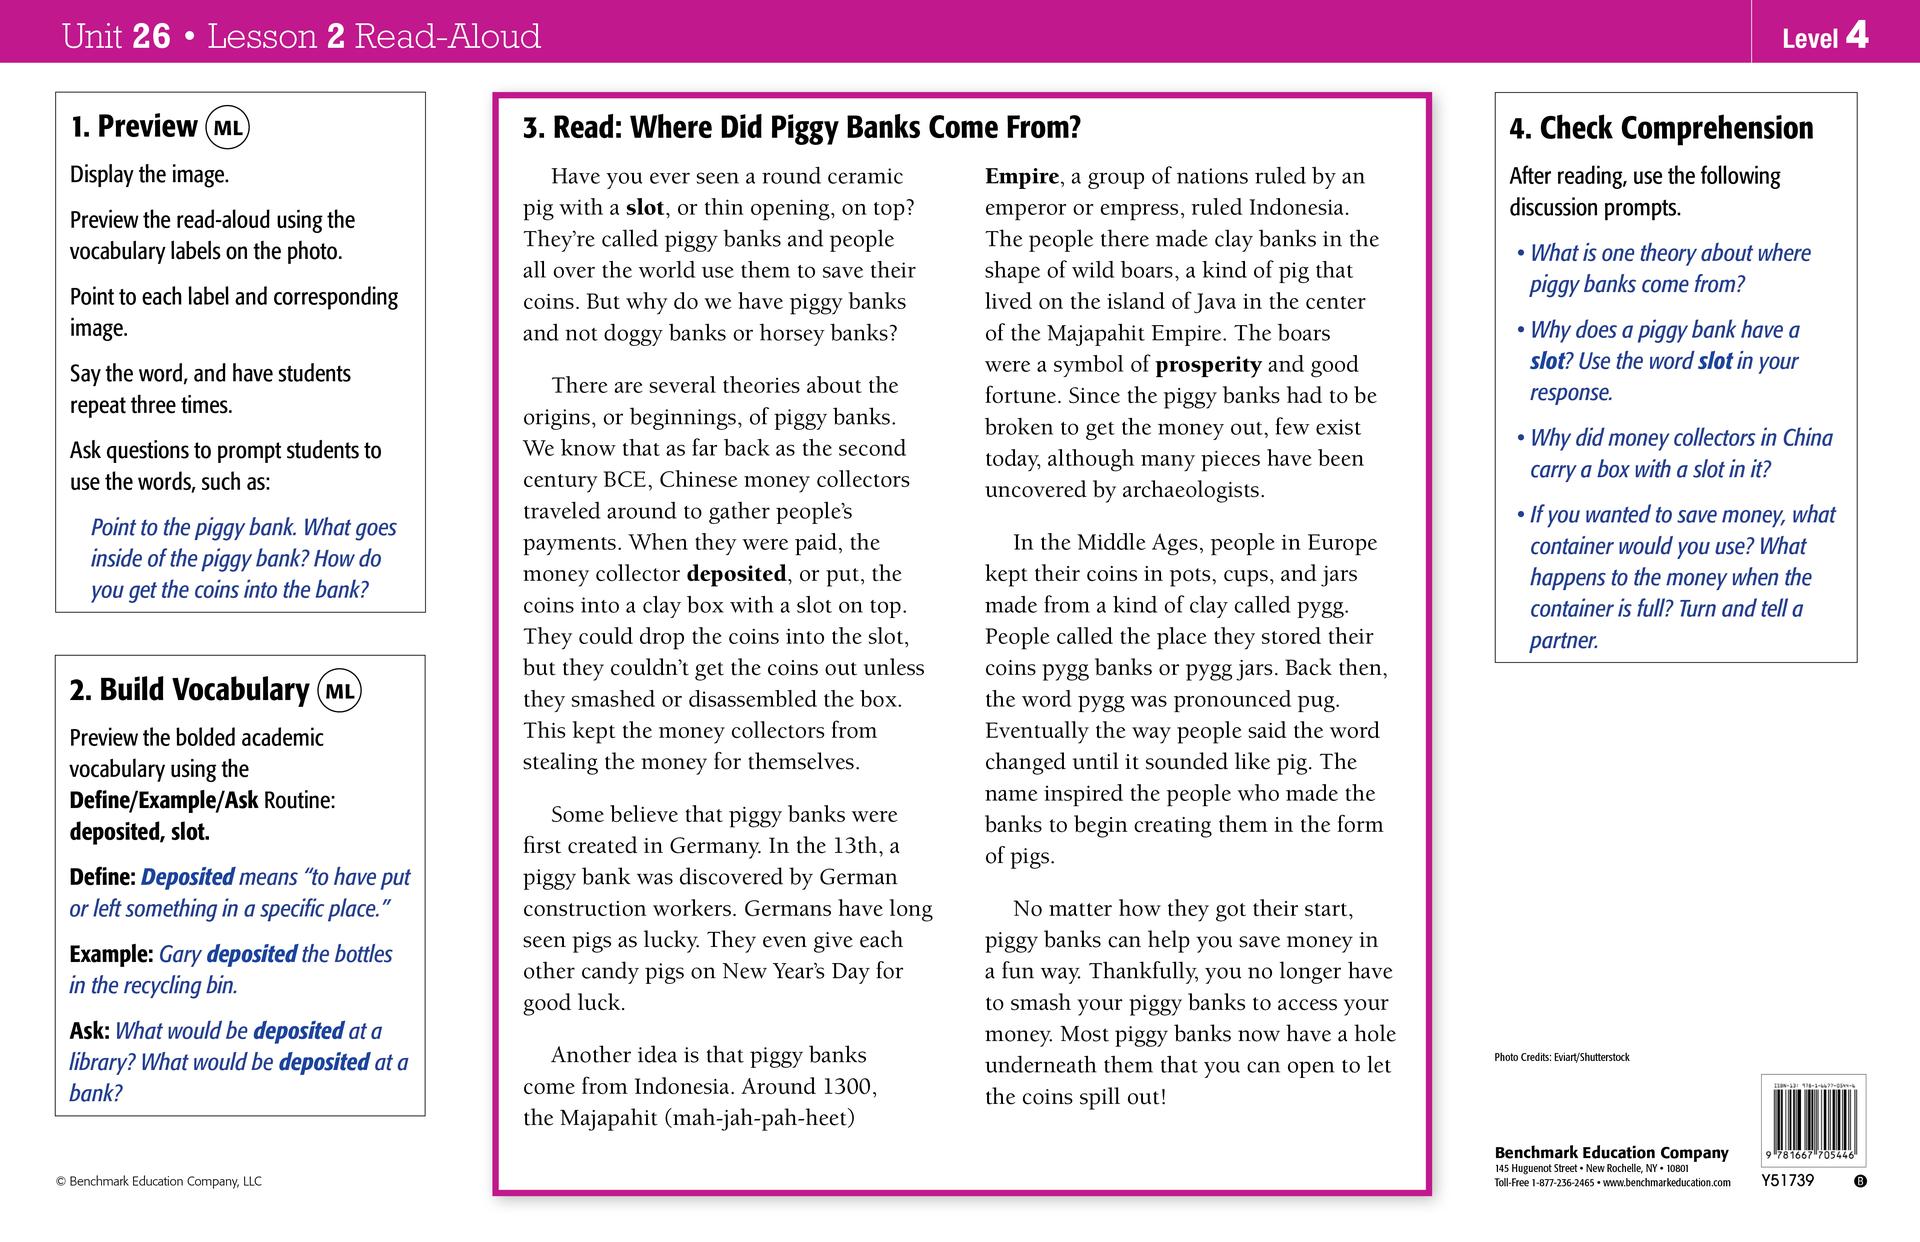 Unit 26 • Lesson 2 Read-Aloud
Level 4
1. Preview ML
Display the image.
Preview the read-aloud using the
vocabulary labels on the photo.
Point to each label and corresponding
image.
Say the word, and have students
repeat three times.
Ask questions to prompt students to
use the words, such as:
Point to the piggy bank. What goes
inside of the piggy bank? How do
you get the coins into the bank?
2. Build Vocabulary ML
Preview the bolded academic
vocabulary using the
Define/Example/Ask Routine:
deposited, slot.
Define: Deposited means “to have put
or left something in a specific place.”
Example: Gary deposited the bottles
in the recycling bin.
Ask: What would be deposited at a
library? What would be deposited at a
bank?
© Benchmark Education Company, LLC
3. Read: Where Did Piggy Banks Come From?
Have you ever seen a round ceramic
pig with a slot, or thin opening, on top?
They’re called piggy banks and people
all over the world use them to save their
coins. But why do we have piggy banks
and not doggy banks or horsey banks?
There are several theories about the
origins, or beginnings, of piggy banks.
We know that as far back as the second
century BCE, Chinese money collectors
traveled around to gather people’s
payments. When they were paid, the
money collector deposited, or put, the
coins into a clay box with a slot on top.
They could drop the coins into the slot,
but they couldn’t get the coins out unless
they smashed or disassembled the box.
This kept the money collectors from
stealing the money for themselves.
Some believe that piggy banks were
first created in Germany. In the 13th, a
piggy bank was discovered by German
construction workers. Germans have long
seen pigs as lucky. They even give each
other candy pigs on New Year’s Day for
good luck.
Another idea is that piggy banks
come from Indonesia. Around 1300,
the Majapahit (mah-jah-pah-heet)
Empire, a group of nations ruled by an
emperor or empress, ruled Indonesia.
The people there made clay banks in the
shape of wild boars, a kind of pig that
lived on the island of Java in the center
of the Majapahit Empire. The boars
were a symbol of prosperity and good
fortune. Since the piggy banks had to be
broken to get the money out, few exist
today, although many pieces have been
uncovered by archaeologists.
In the Middle Ages, people in Europe
kept their coins in pots, cups, and jars
made from a kind of clay called pygg.
People called the place they stored their
coins pygg banks or pygg jars. Back then,
the word pygg was pronounced pug.
Eventually the way people said the word
changed until it sounded like pig. The
name inspired the people who made the
banks to begin creating them in the form
of pigs.
No matter how they got their start,
piggy banks can help you save money in
a fun way. Thankfully, you no longer have
to smash your piggy banks to access your
money. Most piggy banks now have a hole
underneath them that you can open to let
the coins spill out!
4. Check Comprehension
After reading, use the following
discussion prompts.
• What is one theory about where
piggy banks come from?
• Why does a piggy bank have a
slot? Use the word slot in your
response.
• Why did money collectors in China
carry a box with a slot in it?
• If you wanted to save money, what
container would you use? What
happens to the money when the
container is full? Turn and tell a
partner.
Photo Credits: Eviart/Shutterstock
Benchmark Education Company
145 Huguenot Street • New Rochelle, NY • 10801
Toll-Free 1-877-236-2465 • www.benchmarkeducation.com
ISBN-13: 978-1-6677-0544-6
9 781667 705446
Y51739
B